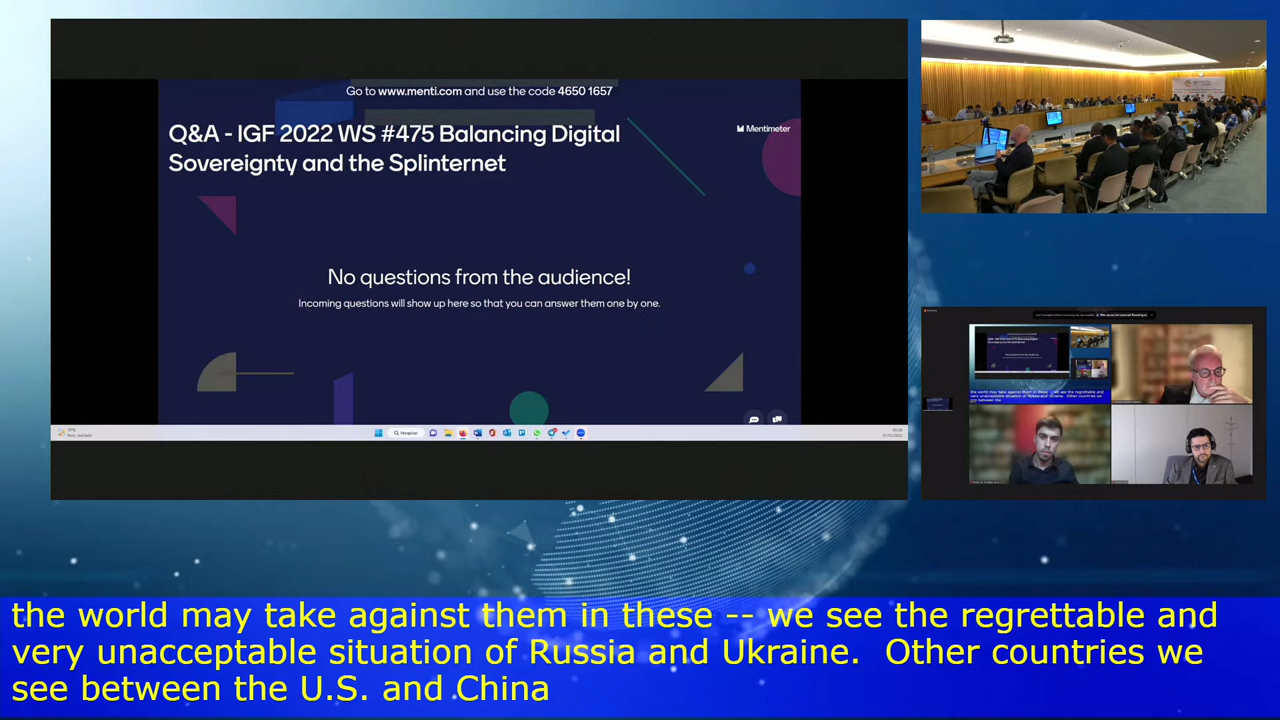 Go to www.menti.com and use the code 4650 1657
Q&A - IGF 2022 WS #475 Balancing Digital
Sovereignty and the Splinternet
Mentimeter
No questions from the audience!
Incoming questions will show up here so that you can answer them one by one.
Pesquisar
the world may take against them in these -- we see the regrettable and
very unacceptable situation of Russia and Ukraine.  Other countries we
see between the U.S. and China